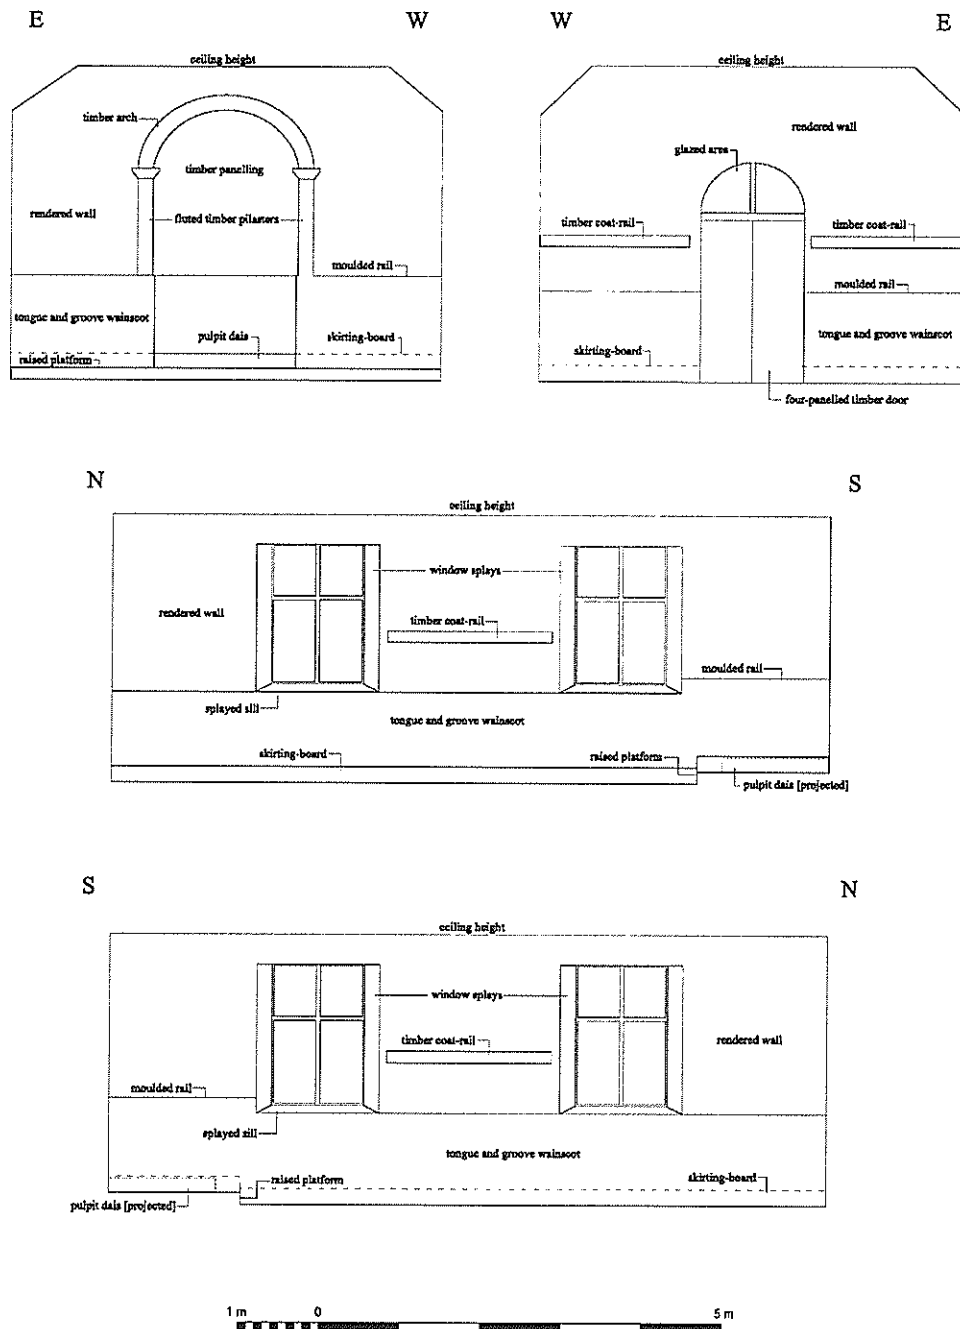 E W
ceiling height
timber arch
timber panelling
rendered wall
fluted timber pilasters
moulded rail
tongue and groove wainscot
pulpit dais
skirting-board
raised platform
W E
ceiling height
rendered wall
glazed area
timber coat-rail
timber coat-rail
moulded rail
tongue and groove wainscot
skirting-board
four-panelled timber door
N S
ceiling height
window splays
rendered wall
timber coat-rail
moulded rail
splayed sill
tongue and groove wainscot
skirting-board
raised platform
pulpit dais [projected]
S N
ceiling height
window splays
timber coat-rail
rendered wall
moulded rail
splayed sill
tongue and groove wainscot
raised platform
skirting-board
pulpit dais [projected]
1 m 0 5 m